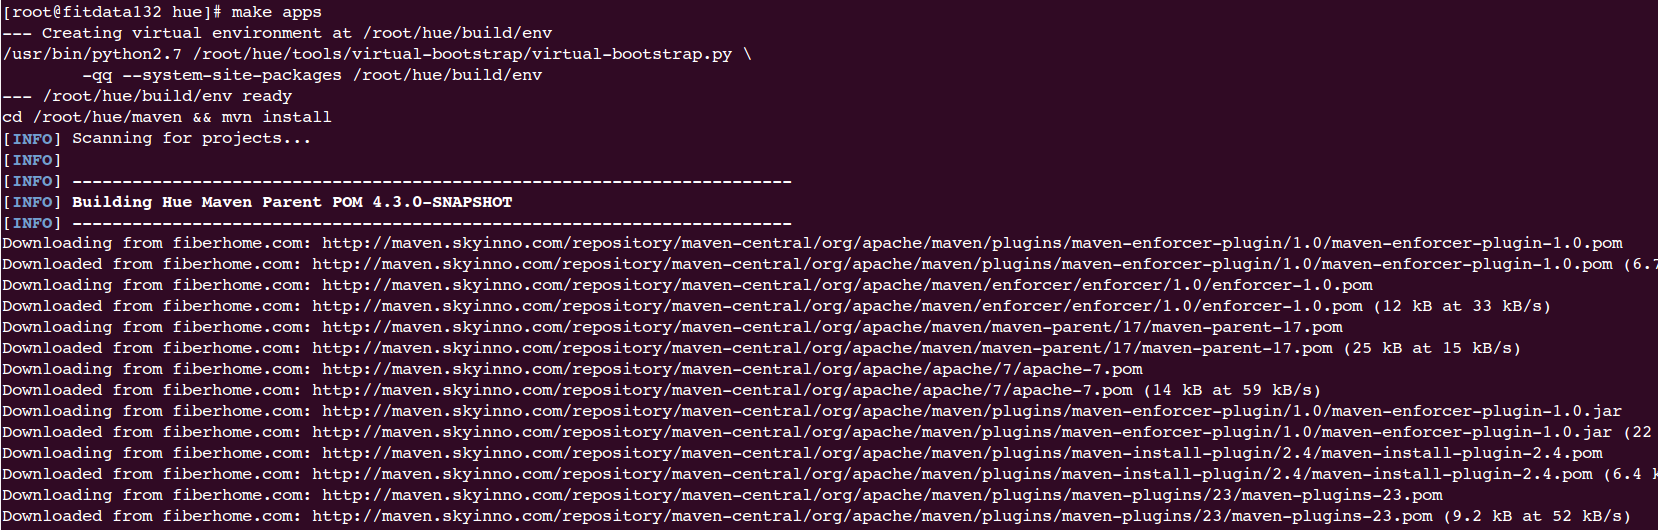 [root@fitdata132 hue]# make apps
--- Creating virtual environment at /root/hue/build/env
/usr/bin/python2.7 /root/hue/tools/virtual-bootstrap/virtual-bootstrap.py \
        -qq --system-site-packages /root/hue/build/env
--- /root/hue/build/env ready
cd /root/hue/maven && mvn install
[INFO] Scanning for projects...
[INFO]
[INFO] ------------------------------------------------------------------------
[INFO] Building Hue Maven Parent POM 4.3.0-SNAPSHOT
[INFO] ------------------------------------------------------------------------
Downloading from fiberhome.com: http://maven.skyinno.com/repository/maven-central/org/apache/maven/plugins/maven-enforcer-plugin/1.0/maven-enforcer-plugin-1.0.pom
Downloaded from fiberhome.com: http://maven.skyinno.com/repository/maven-central/org/apache/maven/plugins/maven-enforcer-plugin/1.0/maven-enforcer-plugin-1.0.pom (6.7
Downloading from fiberhome.com: http://maven.skyinno.com/repository/maven-central/org/apache/maven/enforcer/enforcer/1.0/enforcer-1.0.pom
Downloaded from fiberhome.com: http://maven.skyinno.com/repository/maven-central/org/apache/maven/enforcer/enforcer/1.0/enforcer-1.0.pom (12 kB at 33 kB/s)
Downloading from fiberhome.com: http://maven.skyinno.com/repository/maven-central/org/apache/maven/maven-parent/17/maven-parent-17.pom
Downloaded from fiberhome.com: http://maven.skyinno.com/repository/maven-central/org/apache/maven/maven-parent/17/maven-parent-17.pom (25 kB at 15 kB/s)
Downloading from fiberhome.com: http://maven.skyinno.com/repository/maven-central/org/apache/apache/7/apache-7.pom
Downloaded from fiberhome.com: http://maven.skyinno.com/repository/maven-central/org/apache/apache/7/apache-7.pom (14 kB at 59 kB/s)
Downloading from fiberhome.com: http://maven.skyinno.com/repository/maven-central/org/apache/maven/plugins/maven-enforcer-plugin/1.0/maven-enforcer-plugin-1.0.jar
Downloaded from fiberhome.com: http://maven.skyinno.com/repository/maven-central/org/apache/maven/plugins/maven-enforcer-plugin/1.0/maven-enforcer-plugin-1.0.jar (22
Downloading from fiberhome.com: http://maven.skyinno.com/repository/maven-central/org/apache/maven/plugins/maven-install-plugin/2.4/maven-install-plugin-2.4.pom
Downloaded from fiberhome.com: http://maven.skyinno.com/repository/maven-central/org/apache/maven/plugins/maven-install-plugin/2.4/maven-install-plugin-2.4.pom (6.4 k
Downloading from fiberhome.com: http://maven.skyinno.com/repository/maven-central/org/apache/maven/plugins/maven-plugins/23/maven-plugins-23.pom
Downloaded from fiberhome.com: http://maven.skyinno.com/repository/maven-central/org/apache/maven/plugins/maven-plugins/23/maven-plugins-23.pom (9.2 kB at 52 kB/s)